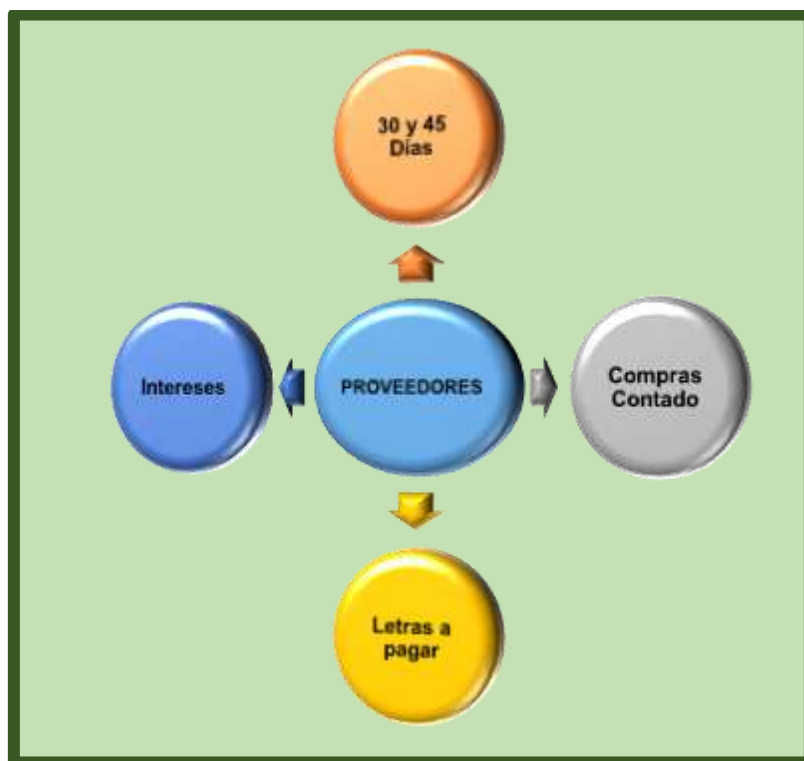 30 y 45
Días
Intereses
PROVEEDORES
Compras
Contado
Letras a
pagar